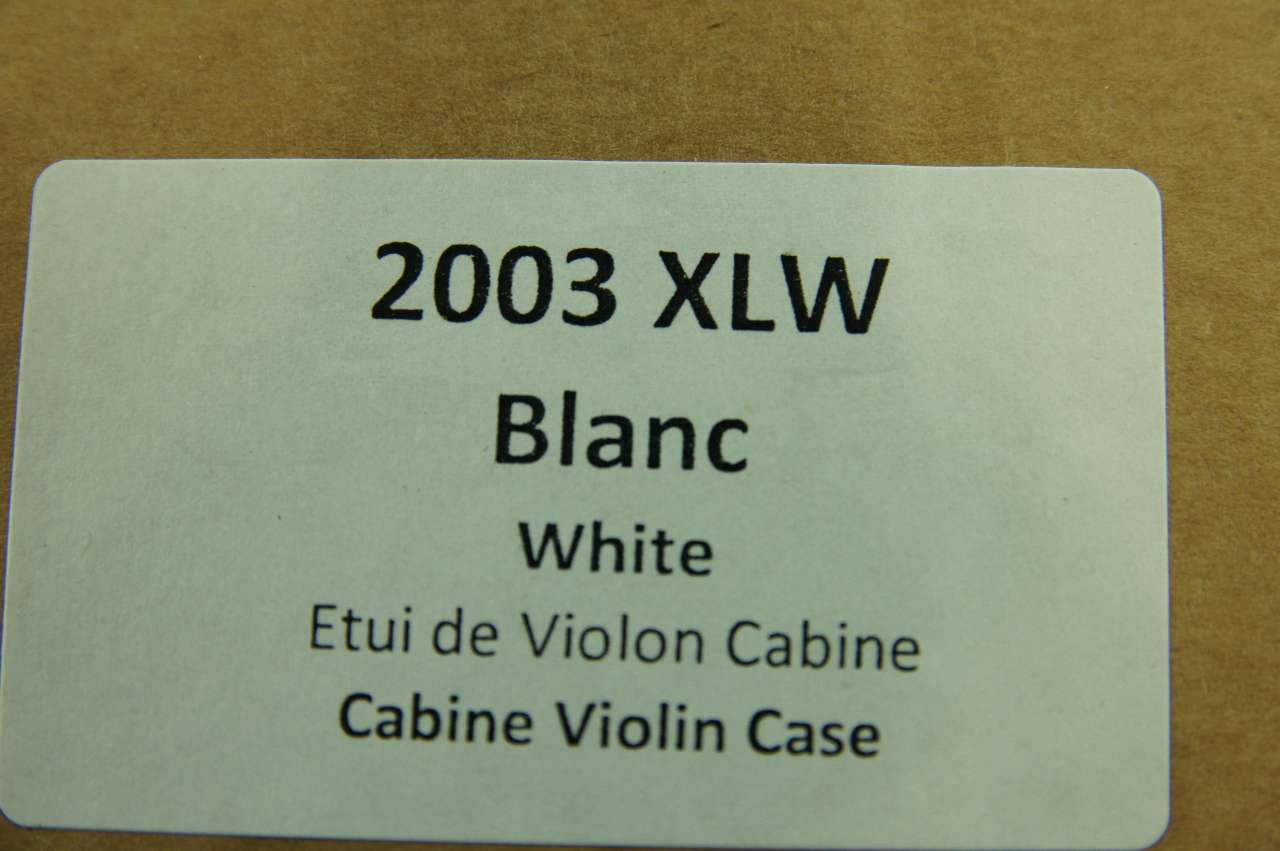 2003 XLW
Blanc
White
Etui de Violon Cabine
Cabine Violin Case